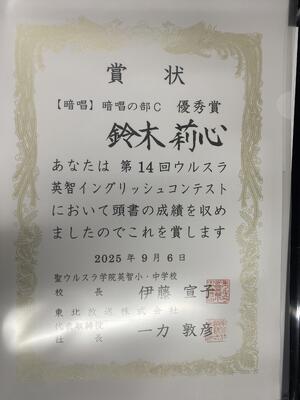 賞状
【暗唱】暗唱の部C 優秀賞
鈴木 莉心
あなたは 第14回ウルスラ
英智イングリッシュコンテスト
において頭書の成績を収め
ましたのでこれを賞します
2025年9月6日
聖ウルスラ学院英智小・中学校
校長 伊藤 宣子
東北放送株式会社
代表取締役
社長 一力 敦彦